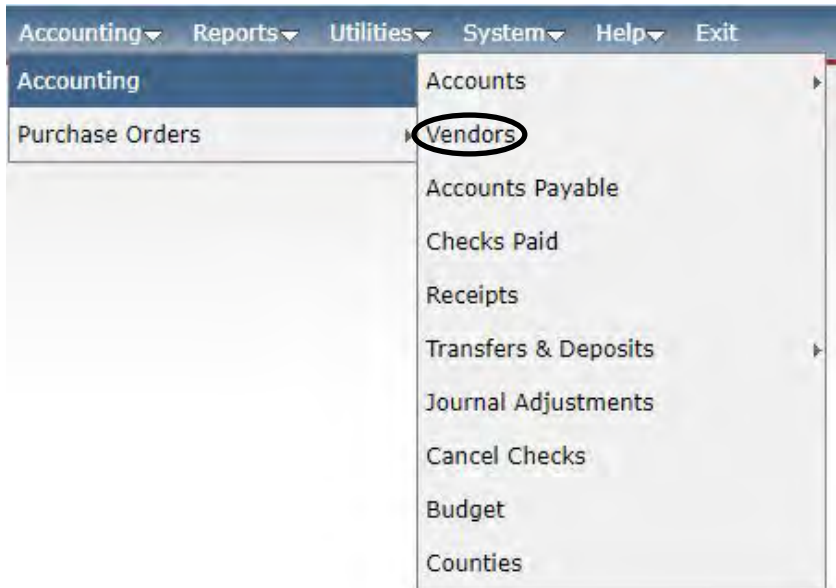 Accounting Reports Utilities System Help Exit
Accounting
Purchase Orders
Accounts
Vendors
Accounts Payable
Checks Paid
Receipts
Transfers & Deposits
Journal Adjustments
Cancel Checks
Budget
Counties